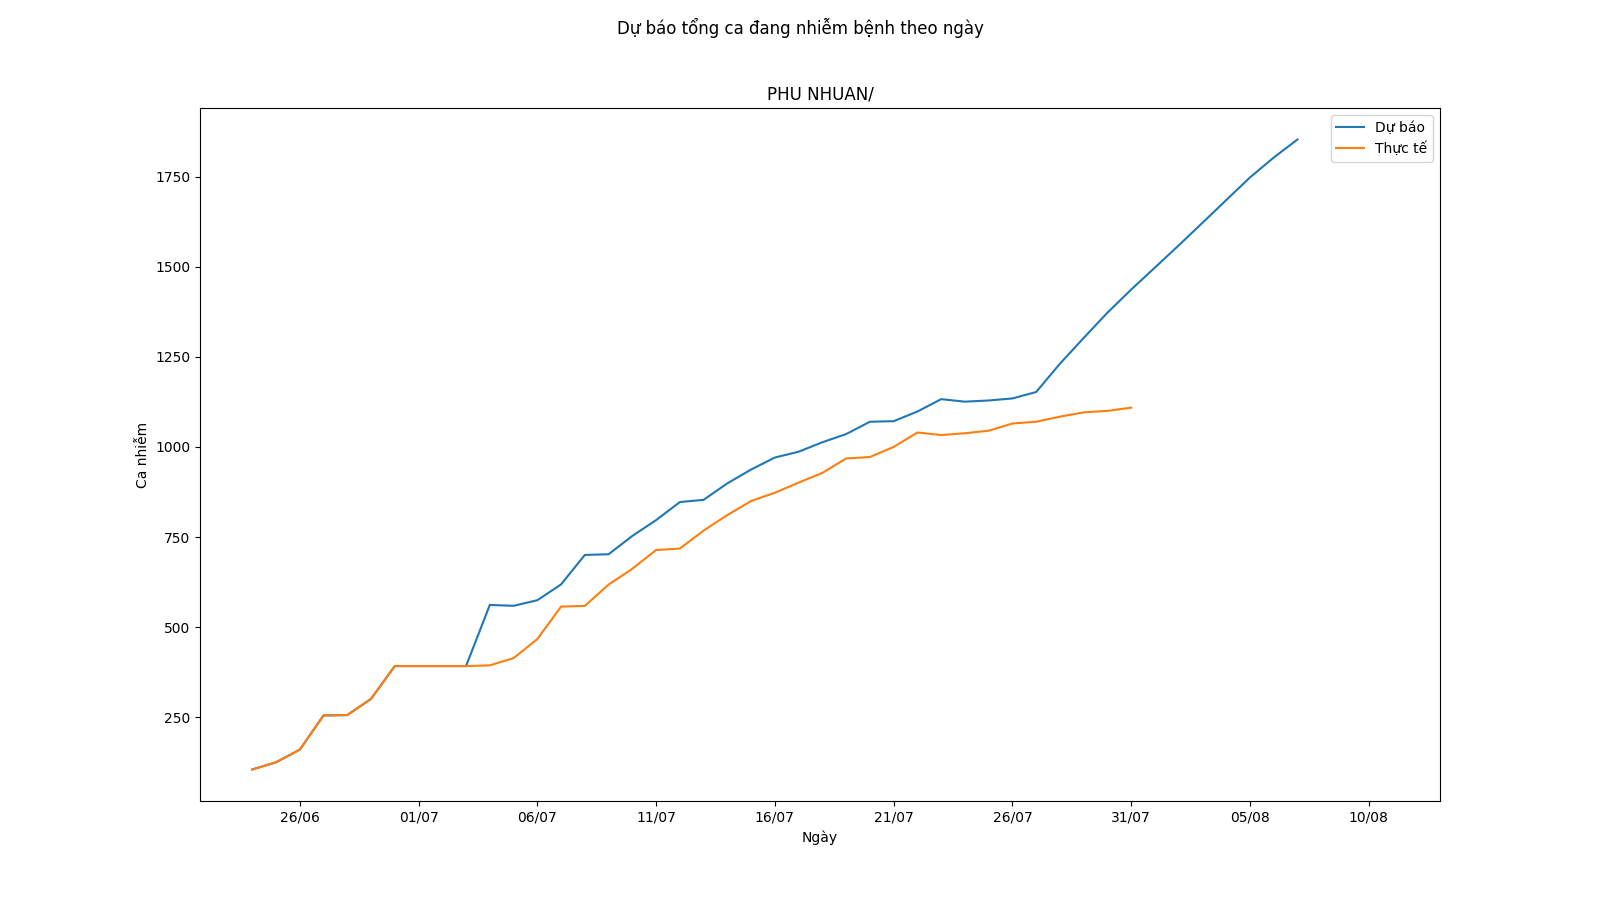 Dự báo tổng ca đang nhiễm bệnh theo ngày
PHU NHUAN/
Dự báo
Thực tế
1750
1500
1250
1000
750
500
250
Ca nhiễm
26/06
01/07
06/07
11/07
16/07
21/07
26/07
31/07
05/08
10/08
Ngày